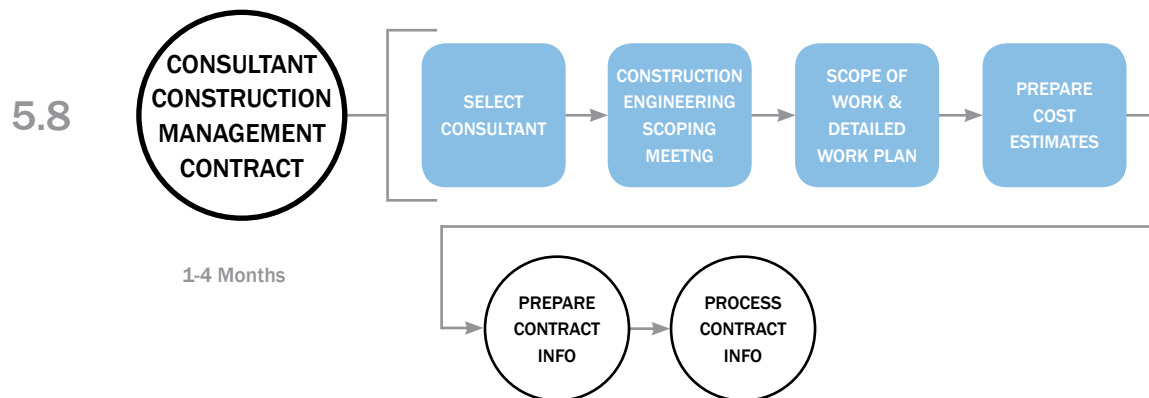 5.8
CONSULTANT
CONSTRUCTION
MANAGEMENT
CONTRACT
1-4 Months
SELECT
CONSULTANT
CONSTRUCTION
ENGINEERING
SCOPING
MEETNG
SCOPE OF
WORK &
DETAILED
WORK PLAN
PREPARE
COST
ESTIMATES
PREPARE
CONTRACT
INFO
PROCESS
CONTRACT
INFO